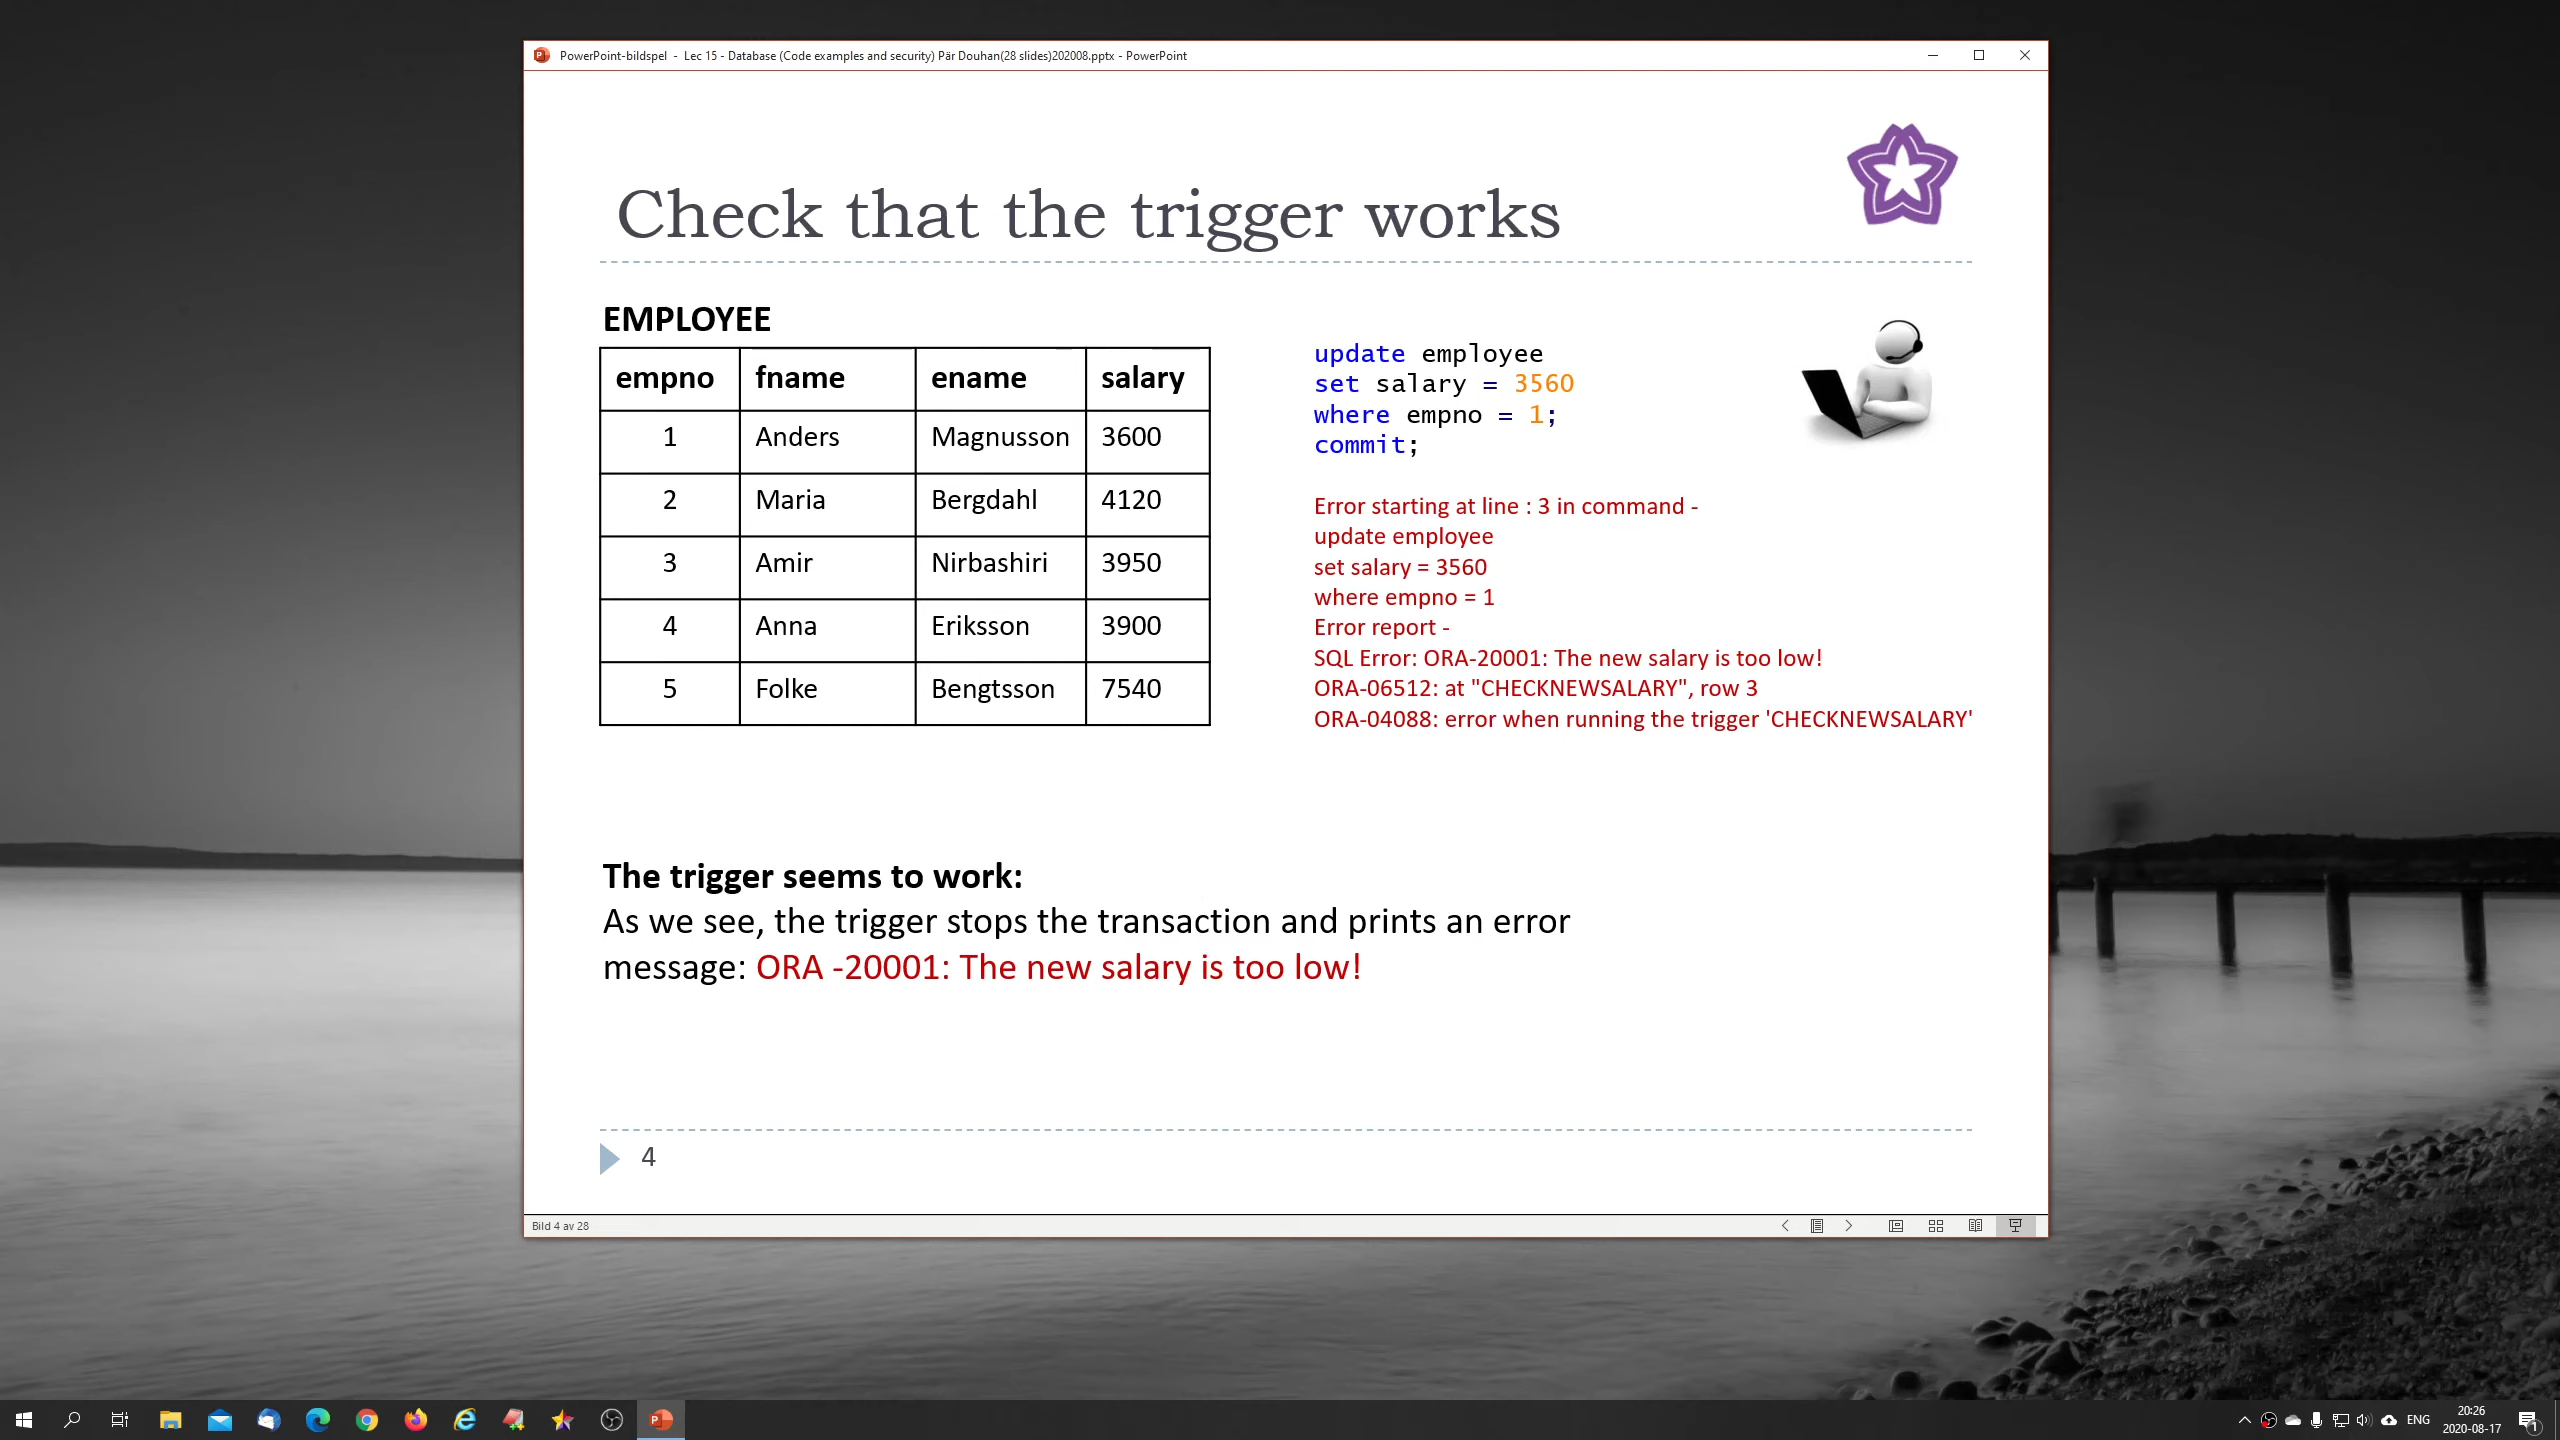 PowerPoint-bildspel - Lec 15 - Database (Code examples and security) Pär Douhan(28 slides)202008.pptx - PowerPoint
Check that the trigger works
EMPLOYEE
empno fname ename salary
1 Anders Magnusson 3600
2 Maria Bergdahl 4120
3 Amir Nirbashiri 3950
4 Anna Eriksson 3900
5 Folke Bengtsson 7540
update employee
set salary = 3560
where empno = 1;
commit;
Error starting at line : 3 in command -
update employee
set salary = 3560
where empno = 1
Error report -
SQL Error: ORA-20001: The new salary is too low!
ORA-06512: at "CHECKNEWSALARY", row 3
ORA-04088: error when running the trigger 'CHECKNEWSALARY'
The trigger seems to work:
As we see, the trigger stops the transaction and prints an error
message: ORA -20001: The new salary is too low!
4
Bild 4 av 28
ENG
20:26
2020-08-17
1